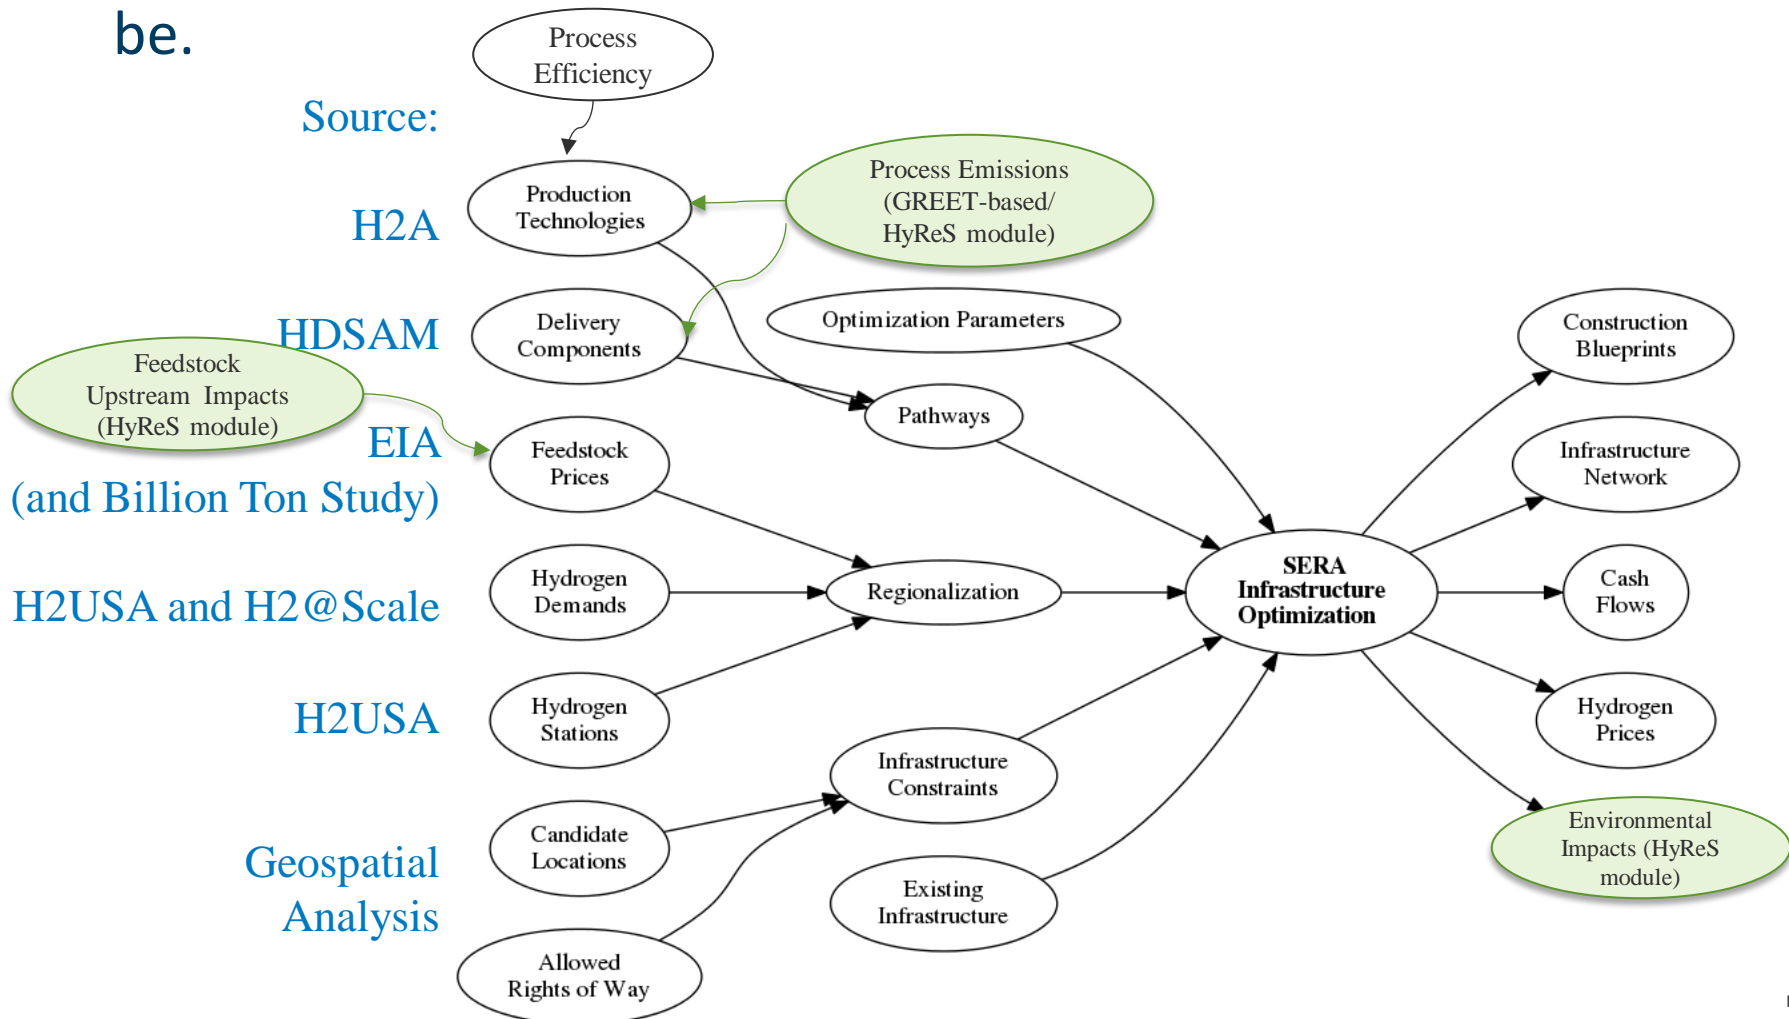 be.
Process
Efficiency
Source:
Process Emissions
(GREET-based/
HyReS module)
Production
Technologies
H2A
HDSAM
Delivery
Components
Optimization Parameters
Construction
Blueprints
Feedstock
Upstream Impacts
(HyReS module)
Pathways
EIA
(and Billion Ton Study)
Feedstock
Prices
Infrastructure
Network
H2USA and H2@Scale
Hydrogen
Demands
Regionalization
SERA
Infrastructure
Optimization
Cash
Flows
H2USA
Hydrogen
Stations
Hydrogen
Prices
Infrastructure
Constraints
Geospatial
Analysis
Candidate
Locations
Environmental
Impacts (HyReS
module)
Existing
Infrastructure
Allowed
Rights of Way